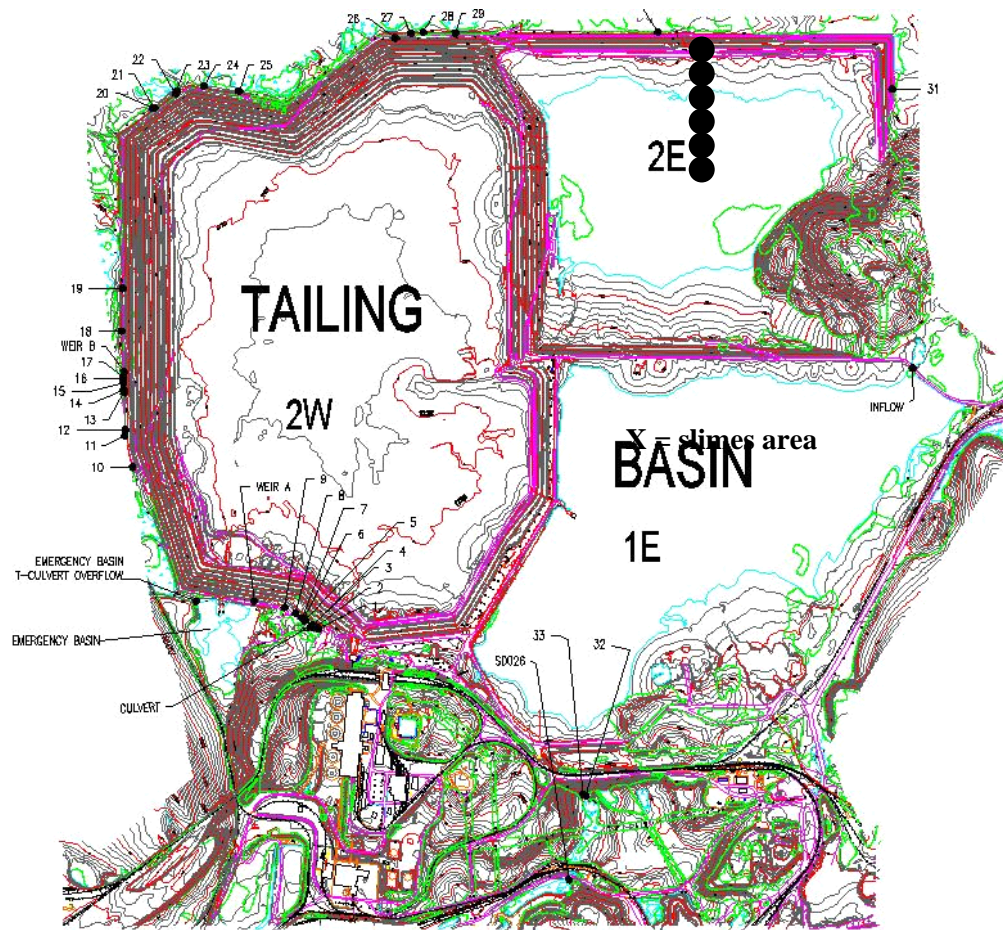 26
27
28
29
22
23
24
25
21
20
31
2E
19
TAILING
18
WEIR B
17
16
15
14
INFLOW
13
2W
12
X = slimes area
11
BASIN
10
WEIR A
9
8
7
5
6
4
1E
3
EMERGENCY BASIN
T-CULVERT OVERFLOW
2
1
EMERGENCY BASIN
33
32
SD026
CULVERT